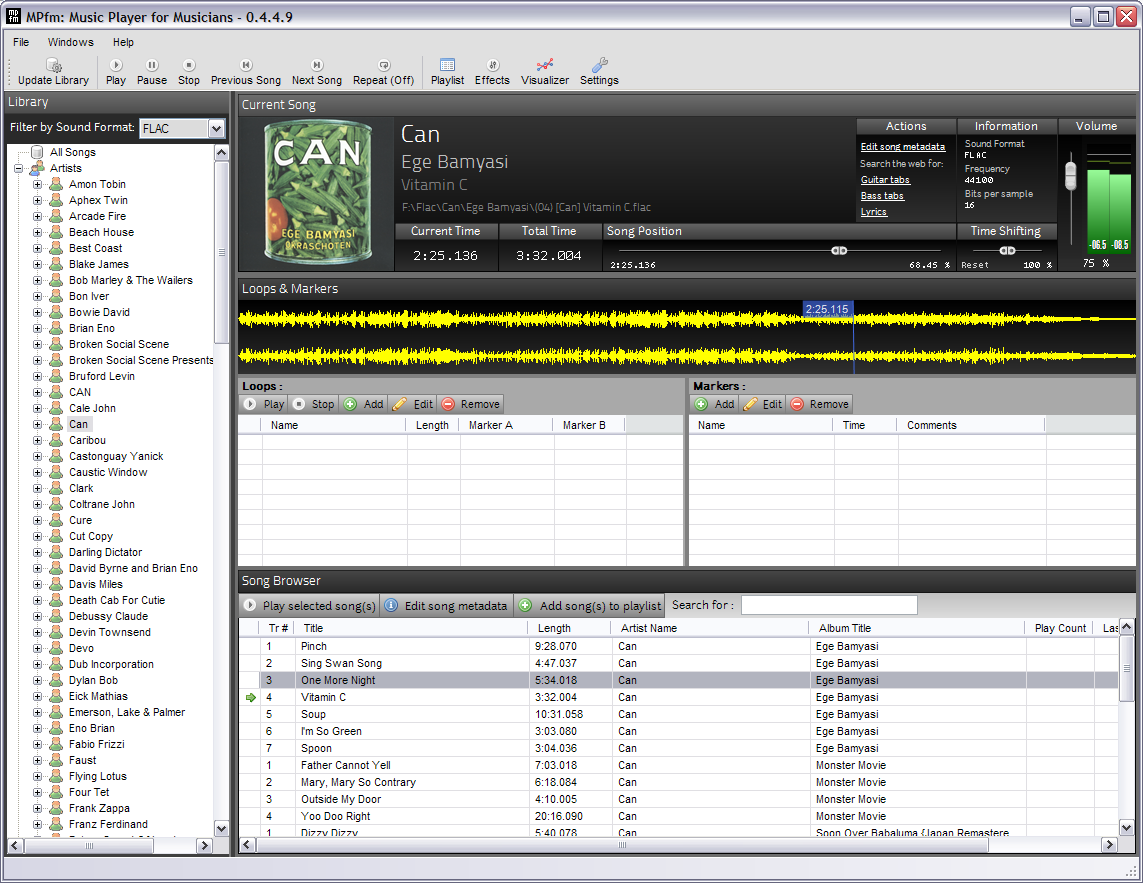 MPfm: Music Player for Musicians - 0.4.4.9
File Windows Help
Update Library Play Pause Stop Previous Song Next Song Repeat (Off) Playlist Effects Visualizer Settings
Library
Filter by Sound Format: FLAC
All Songs
Artists
Amon Tobin
Aphex Twin
Arcade Fire
Beach House
Best Coast
Blake James
Bob Marley & The Wailers
Bon Iver
Bowie David
Brian Eno
Broken Social Scene
Broken Social Scene Presents
Bruford Levin
CAN
Cale John
Can
Caribou
Castonguay Yanick
Caustic Window
Clark
Coltrane John
Cure
Cut Copy
Darling Dictator
David Byrne and Brian Eno
Davis Miles
Death Cab For Cutie
Debussy Claude
Devin Townsend
Devo
Dub Incorporation
Dylan Bob
Eick Mathias
Emerson, Lake & Palmer
Eno Brian
Fabio Frizzi
Faust
Flying Lotus
Four Tet
Frank Zappa
Franz Ferdinand
Current Song
CAN
EGE BAMYASI
OKRASCHOTEN
Can
Ege Bamyasi
Vitamin C
F:\Flac\Can\Ege Bamyasi\(04) [Can] Vitamin C.flac
Actions
Edit song metadata
Search the web for:
Guitar tabs
Bass tabs
Lyrics
Information
Sound Format
FLAC
Frequency
44100
Bits per sample
16
Volume
-06.5 -08.5
75 %
Current Time
2:25.136
Total Time
3:32.004
Song Position
2:25.136 68.45 %
Time Shifting
Reset 100 %
Loops & Markers
2:25.115
Loops :
Play Stop Add Edit Remove
Name Length Marker A Marker B
Markers :
Add Edit Remove
Name Time Comments
Song Browser
Play selected song(s) Edit song metadata Add song(s) to playlist Search for :
Tr # Title Length Artist Name Album Title Play Count Las
1 Pinch 9:28.070 Can Ege Bamyasi
2 Sing Swan Song 4:47.037 Can Ege Bamyasi
3 One More Night 5:34.018 Can Ege Bamyasi
4 Vitamin C 3:32.004 Can Ege Bamyasi
5 Soup 10:31.058 Can Ege Bamyasi
6 I'm So Green 3:03.080 Can Ege Bamyasi
7 Spoon 3:04.036 Can Ege Bamyasi
1 Father Cannot Yell 7:03.018 Can Monster Movie
2 Mary, Mary So Contrary 6:18.084 Can Monster Movie
3 Outside My Door 4:10.005 Can Monster Movie
4 Yoo Doo Right 20:16.090 Can Monster Movie
1 Dizzy Dizzy 5:40.078 Can Soon Over Babaluma {Japan Remastere